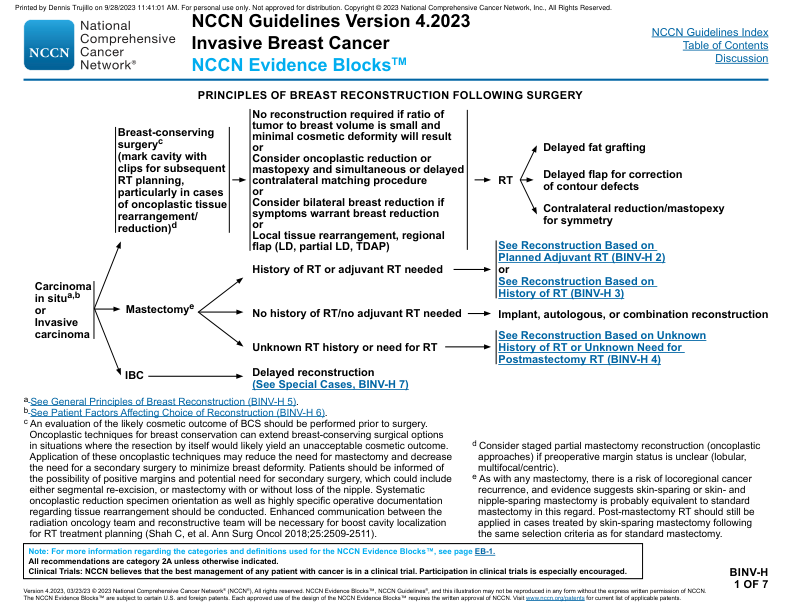 Printed by Dennis Trujillo on 9/28/2023 11:41:01 AM. For personal use only. Not approved for distribution. Copyright © 2023 National Comprehensive Cancer Network, Inc., All Rights Reserved.
NCCN
National
Comprehensive
Cancer
Network®
NCCN Guidelines Version 4.2023
Invasive Breast Cancer
NCCN Evidence Blocks™
NCCN Guidelines Index
Table of Contents
Discussion
PRINCIPLES OF BREAST RECONSTRUCTION FOLLOWING SURGERY
Carcinoma
in situa,b
or
Invasive
carcinoma
Breast-conserving
surgeryc
(mark cavity with
clips for subsequent
RT planning,
particularly in cases
of oncoplastic tissue
rearrangement/
reduction)d
No reconstruction required if ratio of
tumor to breast volume is small and
minimal cosmetic deformity will result
or
Consider oncoplastic reduction or
mastopexy and simultaneous or delayed
contralateral matching procedure
or
Consider bilateral breast reduction if
symptoms warrant breast reduction
or
Local tissue rearrangement, regional
flap (LD, partial LD, TDAP)
RT
Delayed fat grafting
Delayed flap for correction
of contour defects
Contralateral reduction/mastopexy
for symmetry
Mastectomye
History of RT or adjuvant RT needed
See Reconstruction Based on
Planned Adjuvant RT (BINV-H 2)
or
See Reconstruction Based on
History of RT (BINV-H 3)
No history of RT/no adjuvant RT needed
Implant, autologous, or combination reconstruction
Unknown RT history or need for RT
See Reconstruction Based on Unknown
History of RT or Unknown Need for
Postmastectomy RT (BINV-H 4)
IBC
Delayed reconstruction
(See Special Cases, BINV-H 7)
a See General Principles of Breast Reconstruction (BINV-H 5).
b See Patient Factors Affecting Choice of Reconstruction (BINV-H 6).
c An evaluation of the likely cosmetic outcome of BCS should be performed prior to surgery.
Oncoplastic techniques for breast conservation can extend breast-conserving surgical options
in situations where the resection by itself would likely yield an unacceptable cosmetic outcome.
Application of these oncoplastic techniques may reduce the need for mastectomy and decrease
the need for a secondary surgery to minimize breast deformity. Patients should be informed of
the possibility of positive margins and potential need for secondary surgery, which could include
either segmental re-excision, or mastectomy with or without loss of the nipple. Systematic
oncoplastic reduction specimen orientation as well as highly specific operative documentation
regarding tissue rearrangement should be conducted. Enhanced communication between the
radiation oncology team and reconstructive team will be necessary for boost cavity localization
for RT treatment planning (Shah C, et al. Ann Surg Oncol 2018;25:2509-2511).
d Consider staged partial mastectomy reconstruction (oncoplastic
approaches) if preoperative margin status is unclear (lobular,
multifocal/centric).
e As with any mastectomy, there is a risk of locoregional cancer
recurrence, and evidence suggests skin-sparing or skin- and
nipple-sparing mastectomy is probably equivalent to standard
mastectomy in this regard. Post-mastectomy RT should still be
applied in cases treated by skin-sparing mastectomy following
the same selection criteria as for standard mastectomy.
Note: For more information regarding the categories and definitions used for the NCCN Evidence Blocks™, see page EB-1.
All recommendations are category 2A unless otherwise indicated.
Clinical Trials: NCCN believes that the best management of any patient with cancer is in a clinical trial. Participation in clinical trials is especially encouraged.
BINV-H
1 OF 7
Version 4.2023, 03/23/23 © 2023 National Comprehensive Cancer Network® (NCCN®), All rights reserved. NCCN Evidence Blocks™, NCCN Guidelines®, and this illustration may not be reproduced in any form without the express written permission of NCCN.
The NCCN Evidence Blocks™ are subject to certain U.S. and foreign patents. Each approved use of the design of the NCCN Evidence Blocks™ requires the written approval of NCCN. Visit www.nccn.org/patents for current list of applicable patents.